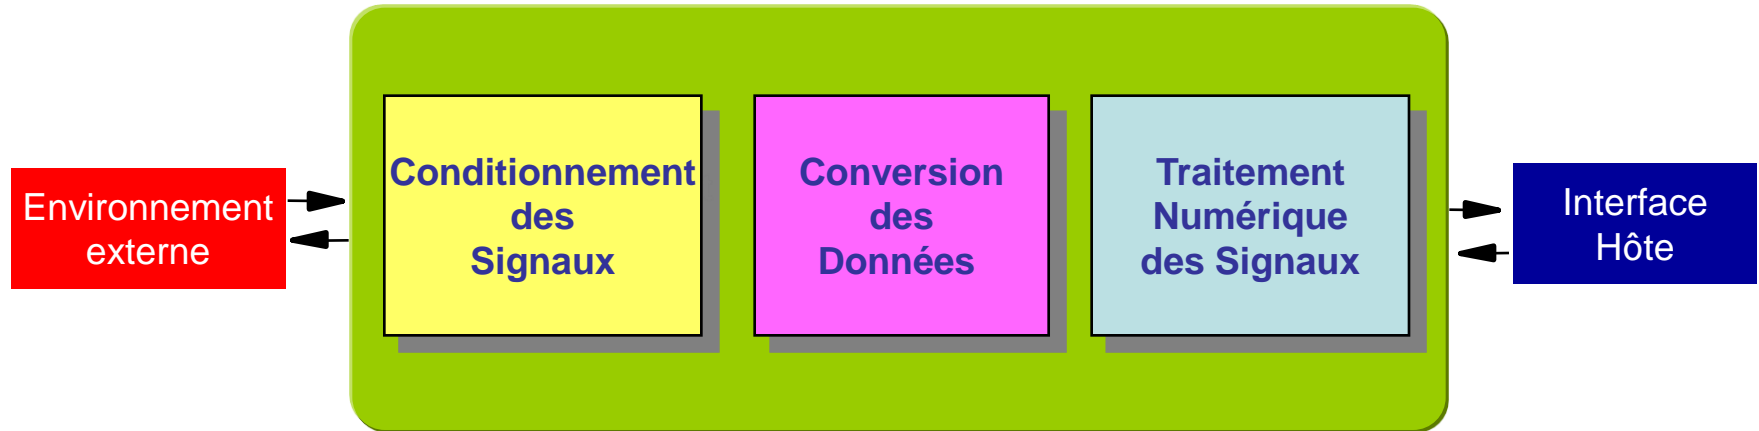 Environnement
externe
Conditionnement
des
Signaux
Conversion
des
Données
Traitement
Numérique
des Signaux
Interface
Hôte